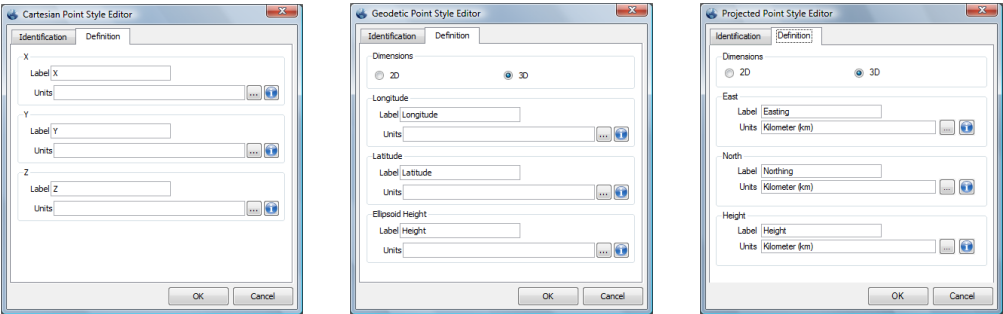 Cartesian Point Style Editor
Identification Definition
X
Label X
Units ...
Y
Label Y
Units ...
Z
Label Z
Units ...
OK Cancel
Geodetic Point Style Editor
Identification Definition
Dimensions
2D 3D
Longitude
Label Longitude
Units ...
Latitude
Label Latitude
Units ...
Ellipsoid Height
Label Height
Units ...
OK Cancel
Projected Point Style Editor
Identification Definition
Dimensions
2D 3D
East
Label Easting
Units Kilometer (km) ...
North
Label Northing
Units Kilometer (km) ...
Height
Label Height
Units Kilometer (km) ...
OK Cancel